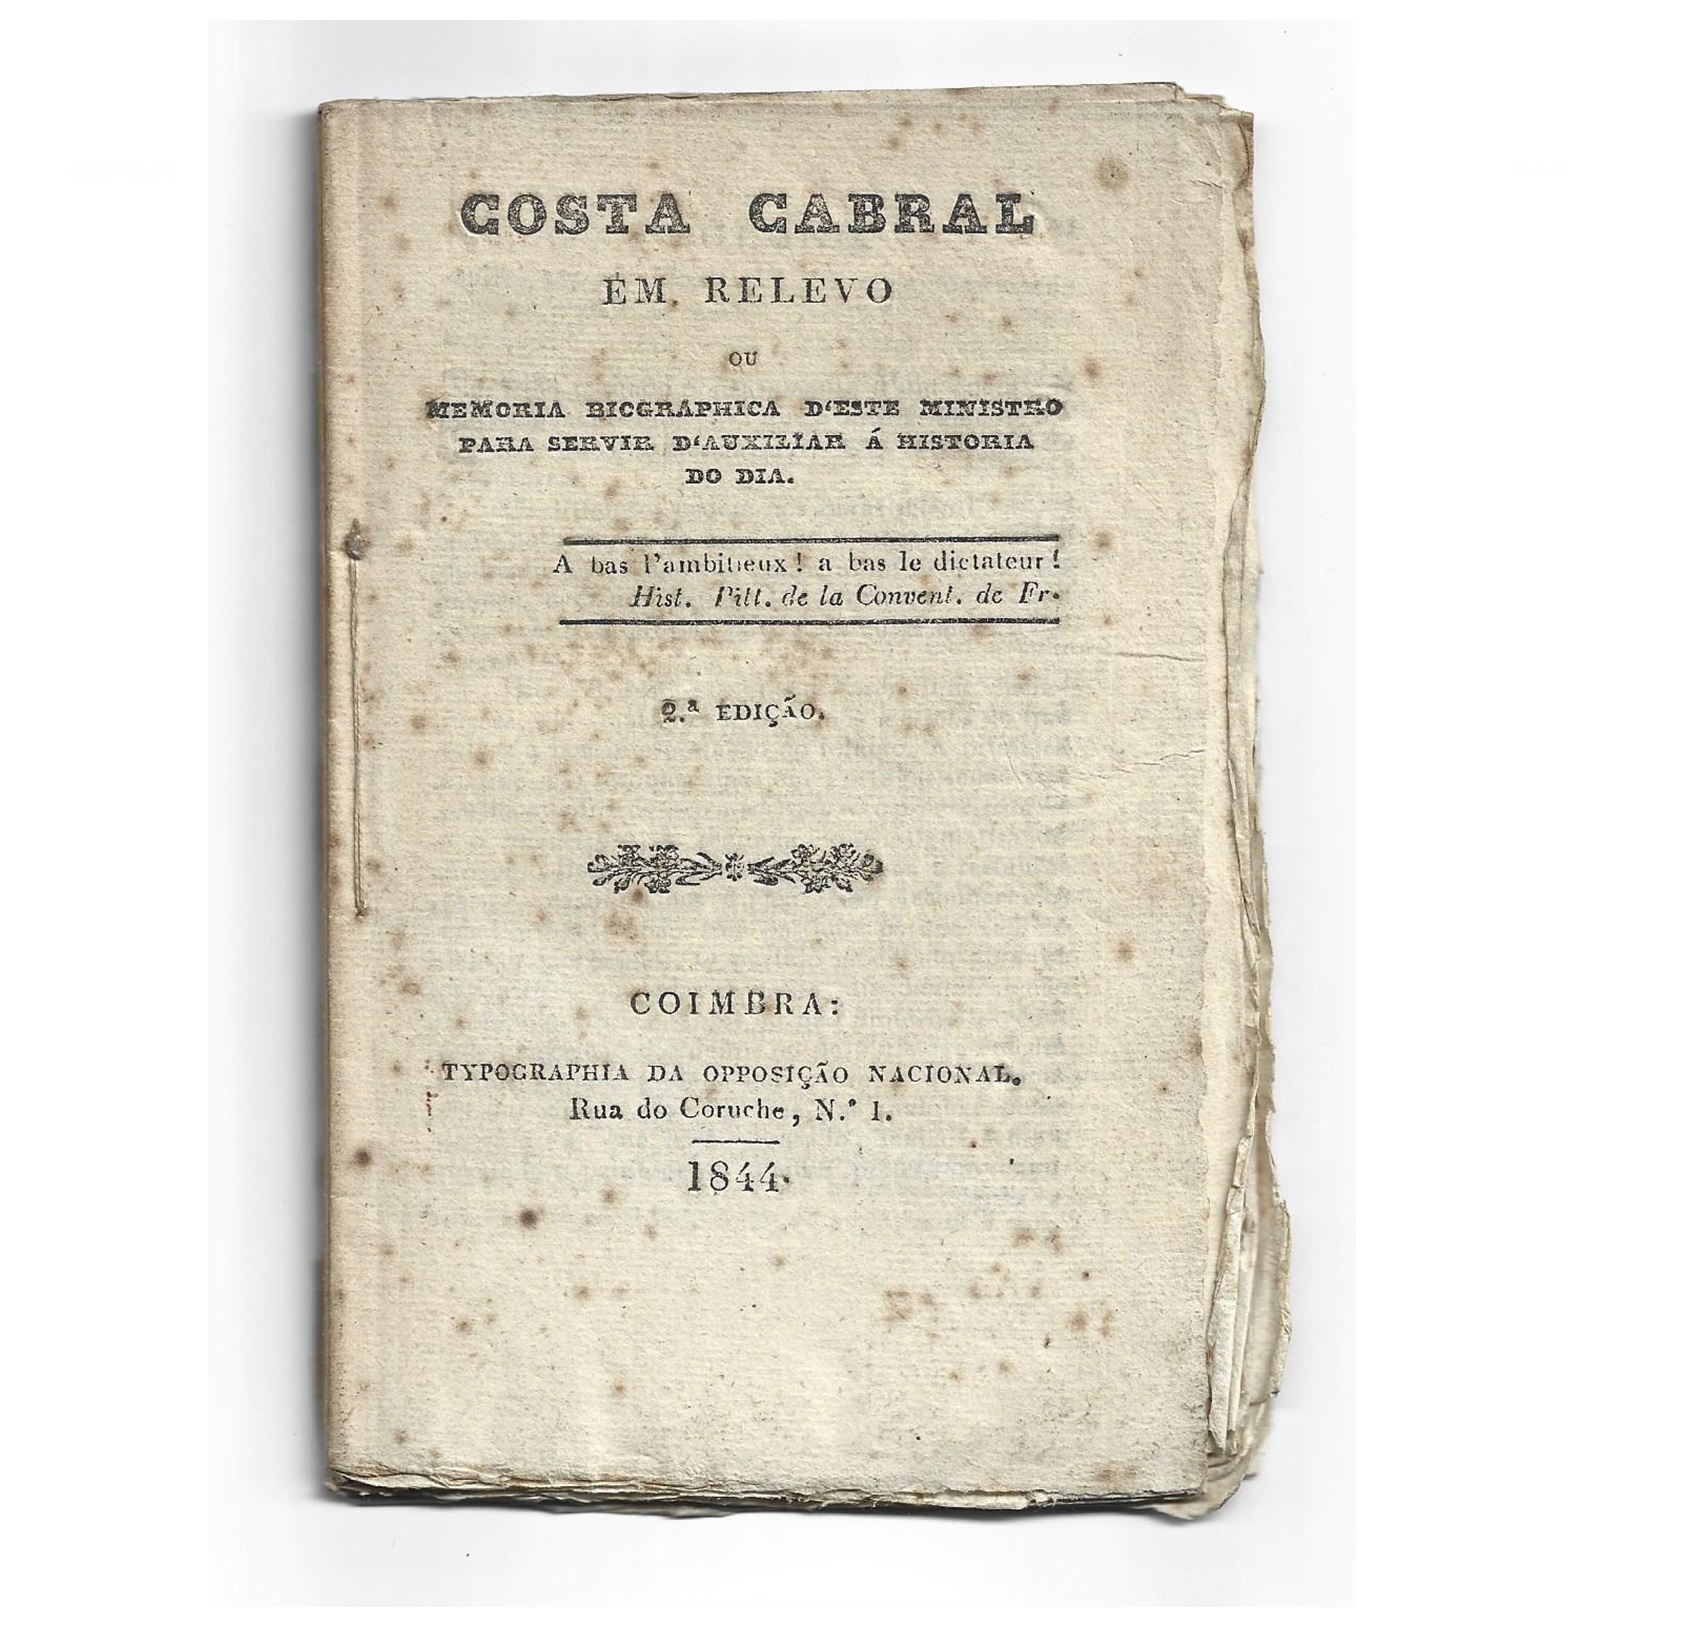 COSTA CABRAL
EM RELEVO
OU
MEMORIA BIOGRAPHICA D'ESTE MINISTRO
PARA SERVIR D'AUXILIAR Á HISTORIA
DO DIA.
A bas l'ambitieux! a bas le dictateur!
Hist. Pitt. de la Convent. de Fr.
2.ª EDIÇÃO.
COIMBRA:
TYPOGRAPHIA DA OPPOSIÇÃO NACIONAL.
Rua do Coruche, N.º 1.
1844.